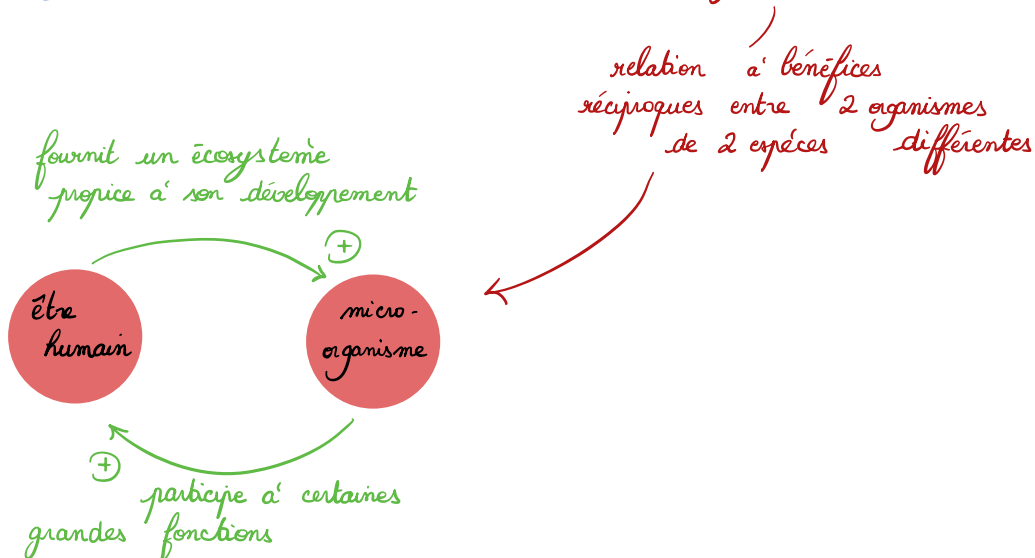 relation à bénéfices
réciproques entre 2 organismes
de 2 espèces différentes
fournit un écosystème
propice à son développement
+
être
humain
micro-
organisme
+
participe à certaines
grandes fonctions